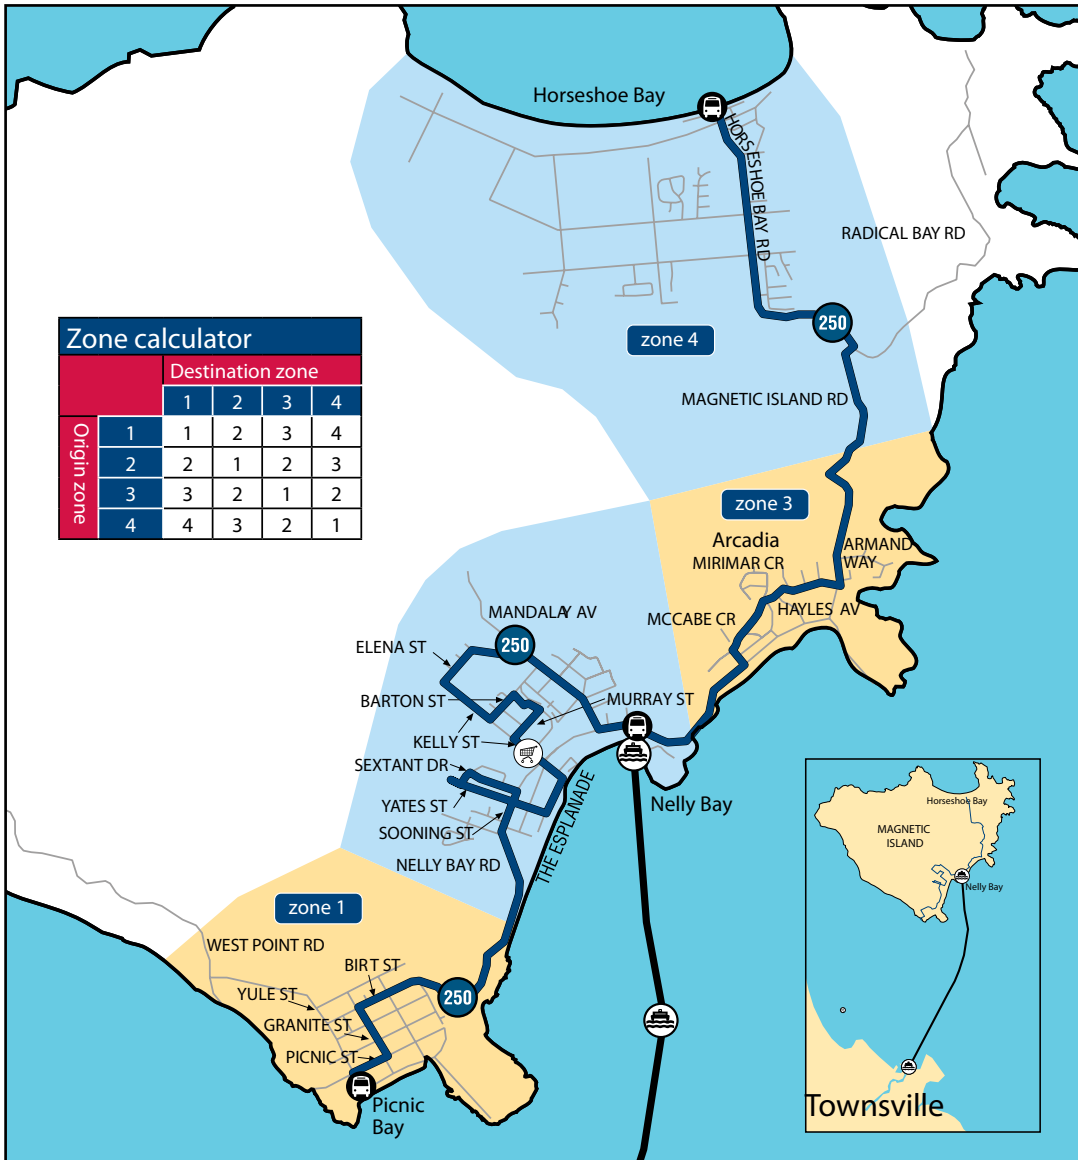 Horseshoe Bay
HORSESHOE BAY RD
RADICAL BAY RD
250
zone 4
MAGNETIC ISLAND RD
Zone calculator
Destination zone
1 2 3 4
Origin zone
1 1 2 3 4
2 2 1 2 3
3 3 2 1 2
4 4 3 2 1
zone 3
Arcadia
MIRIMAR CR
ARMAND
WAY
HAYLES AV
MCCABE CR
MANDALAY AV
250
ELENA ST
BARTON ST
MURRAY ST
KELLY ST
SEXTANT DR
YATES ST
SOONING ST
NELLY BAY RD
THE ESPLANADE
Nelly Bay
zone 1
WEST POINT RD
BIRT ST
YULE ST
250
GRANITE ST
PICNIC ST
Picnic
Bay
Horseshoe Bay
MAGNETIC
ISLAND
Nelly Bay
Townsville